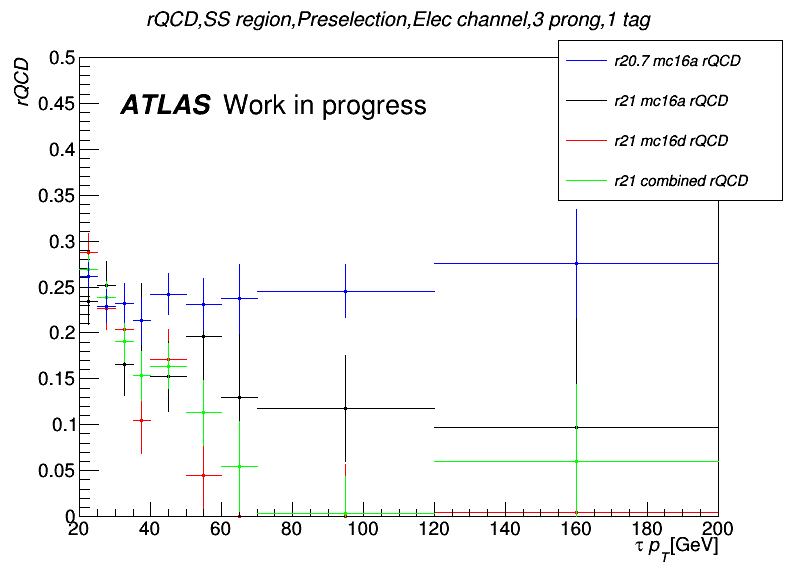 rQCD,SS region,Preselection,Elec channel,3 prong,1 tag
rQCD
ATLAS Work in progress
r20.7 mc16a rQCD
r21 mc16a rQCD
r21 mc16d rQCD
r21 combined rQCD
0.5
0.45
0.4
0.35
0.3
0.25
0.2
0.15
0.1
0.05
0
20 40 60 80 100 120 140 160 180 200
τ p_T [GeV]